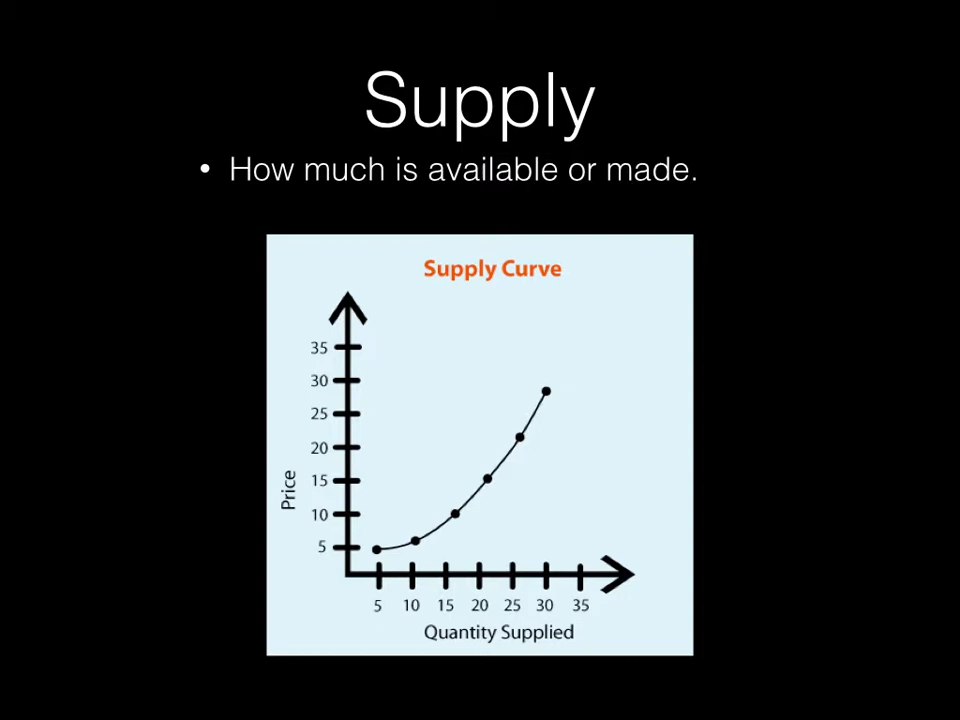 Supply
• How much is available or made.
Supply Curve
35
30
25
20
15
10
5
Price
5 10 15 20 25 30 35
Quantity Supplied